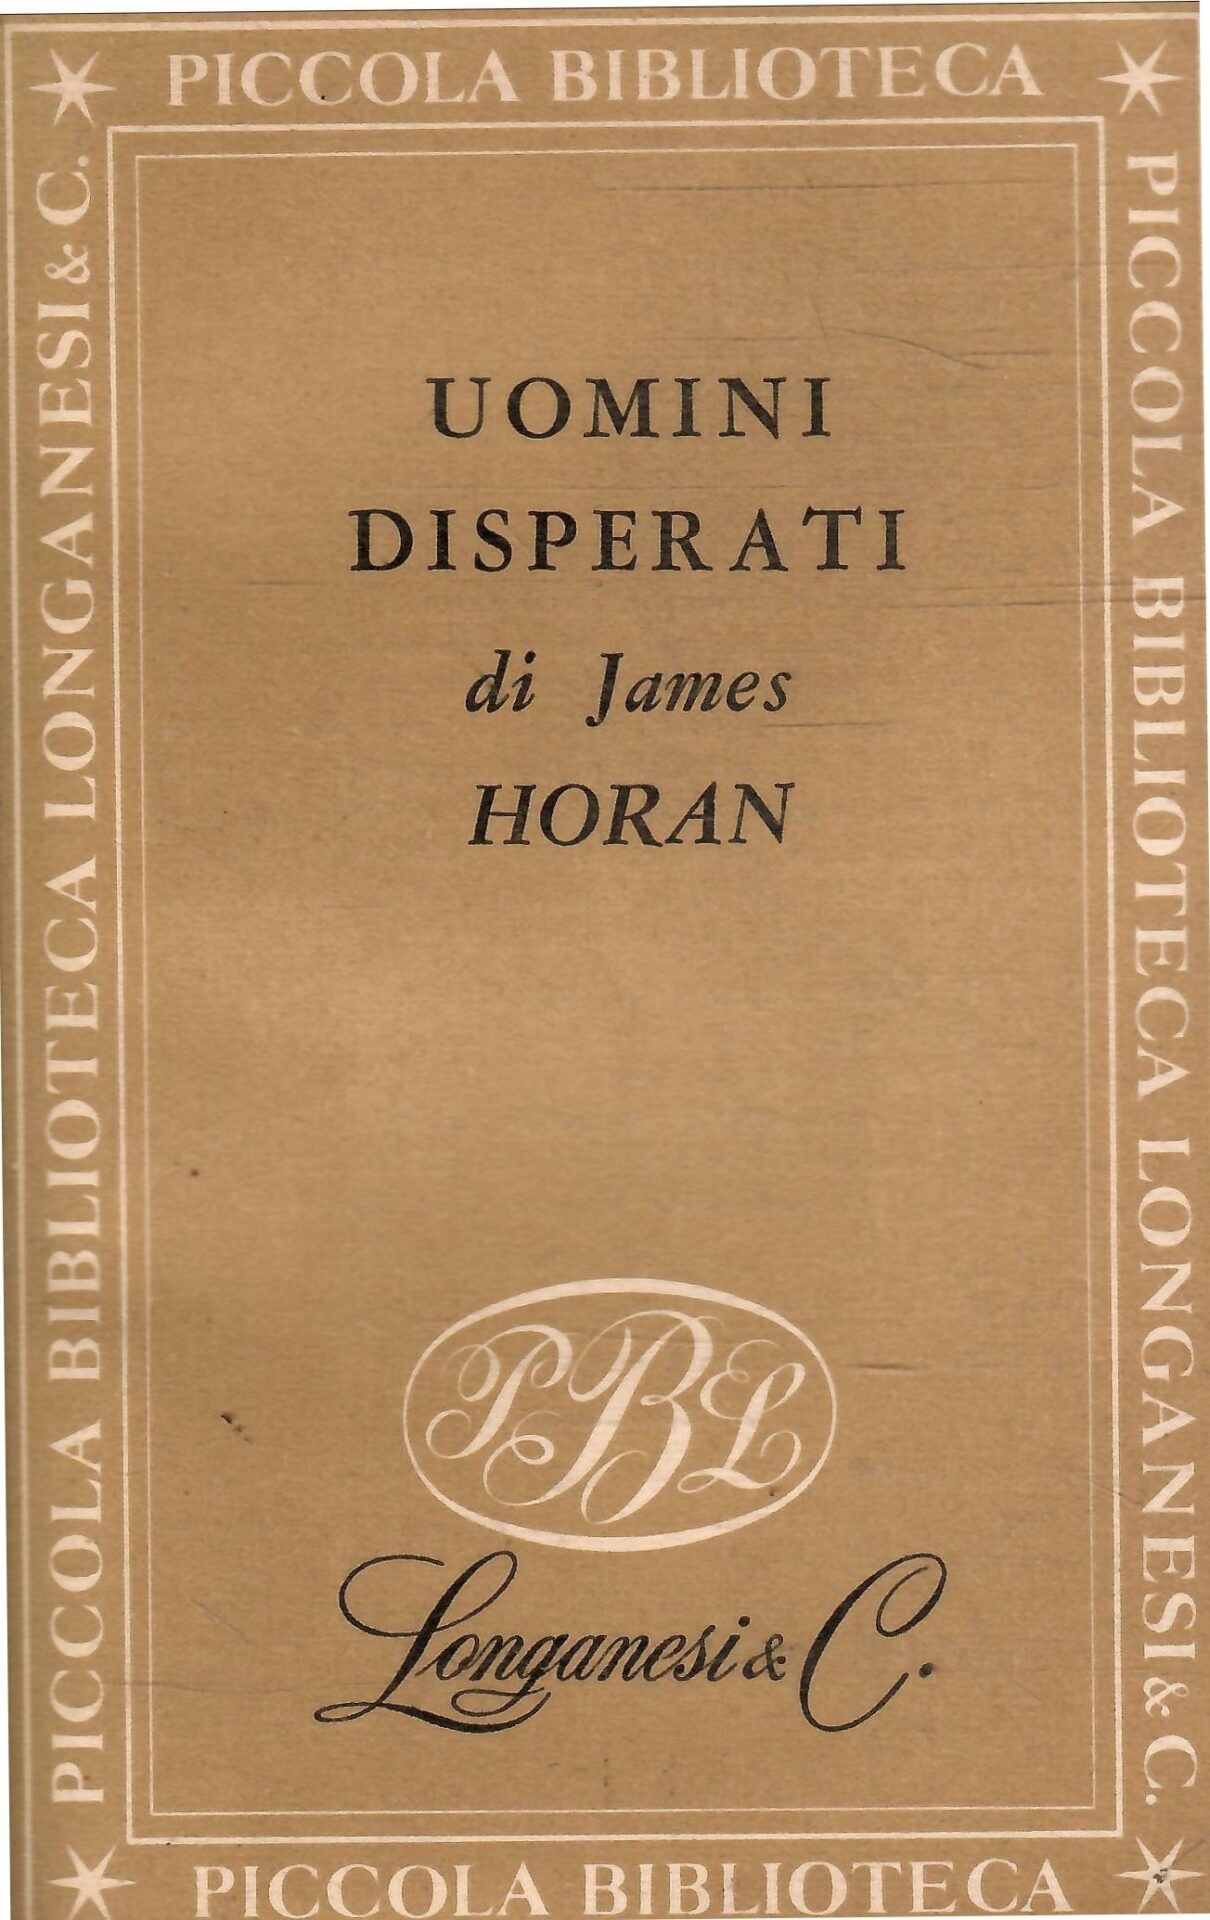 PICCOLA BIBLIOTECA
PICCOLA BIBLIOTECA LONGANESI & C.
PICCOLA BIBLIOTECA LONGANESI & C.
UOMINI
DISPERATI
di James
HORAN
PBL
Longanesi & C.
PICCOLA BIBLIOTECA